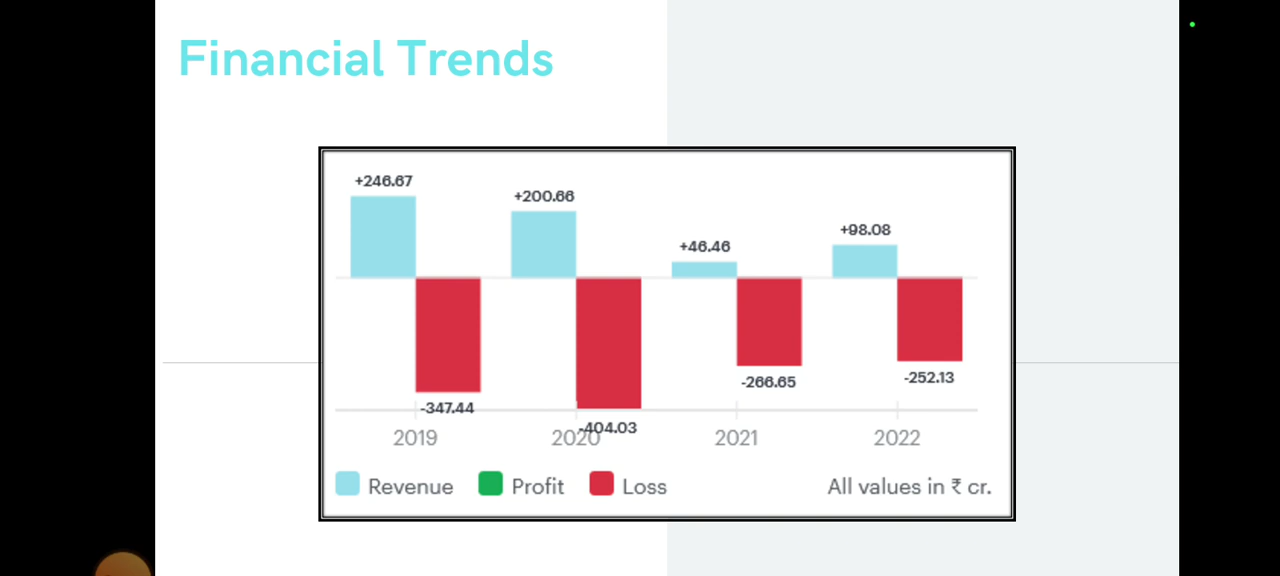 Financial Trends
+246.67
+200.66
+46.46
+98.08
-347.44
-404.03
-266.65
-252.13
2019
2020
2021
2022
Revenue
Profit
Loss
All values in ₹ cr.